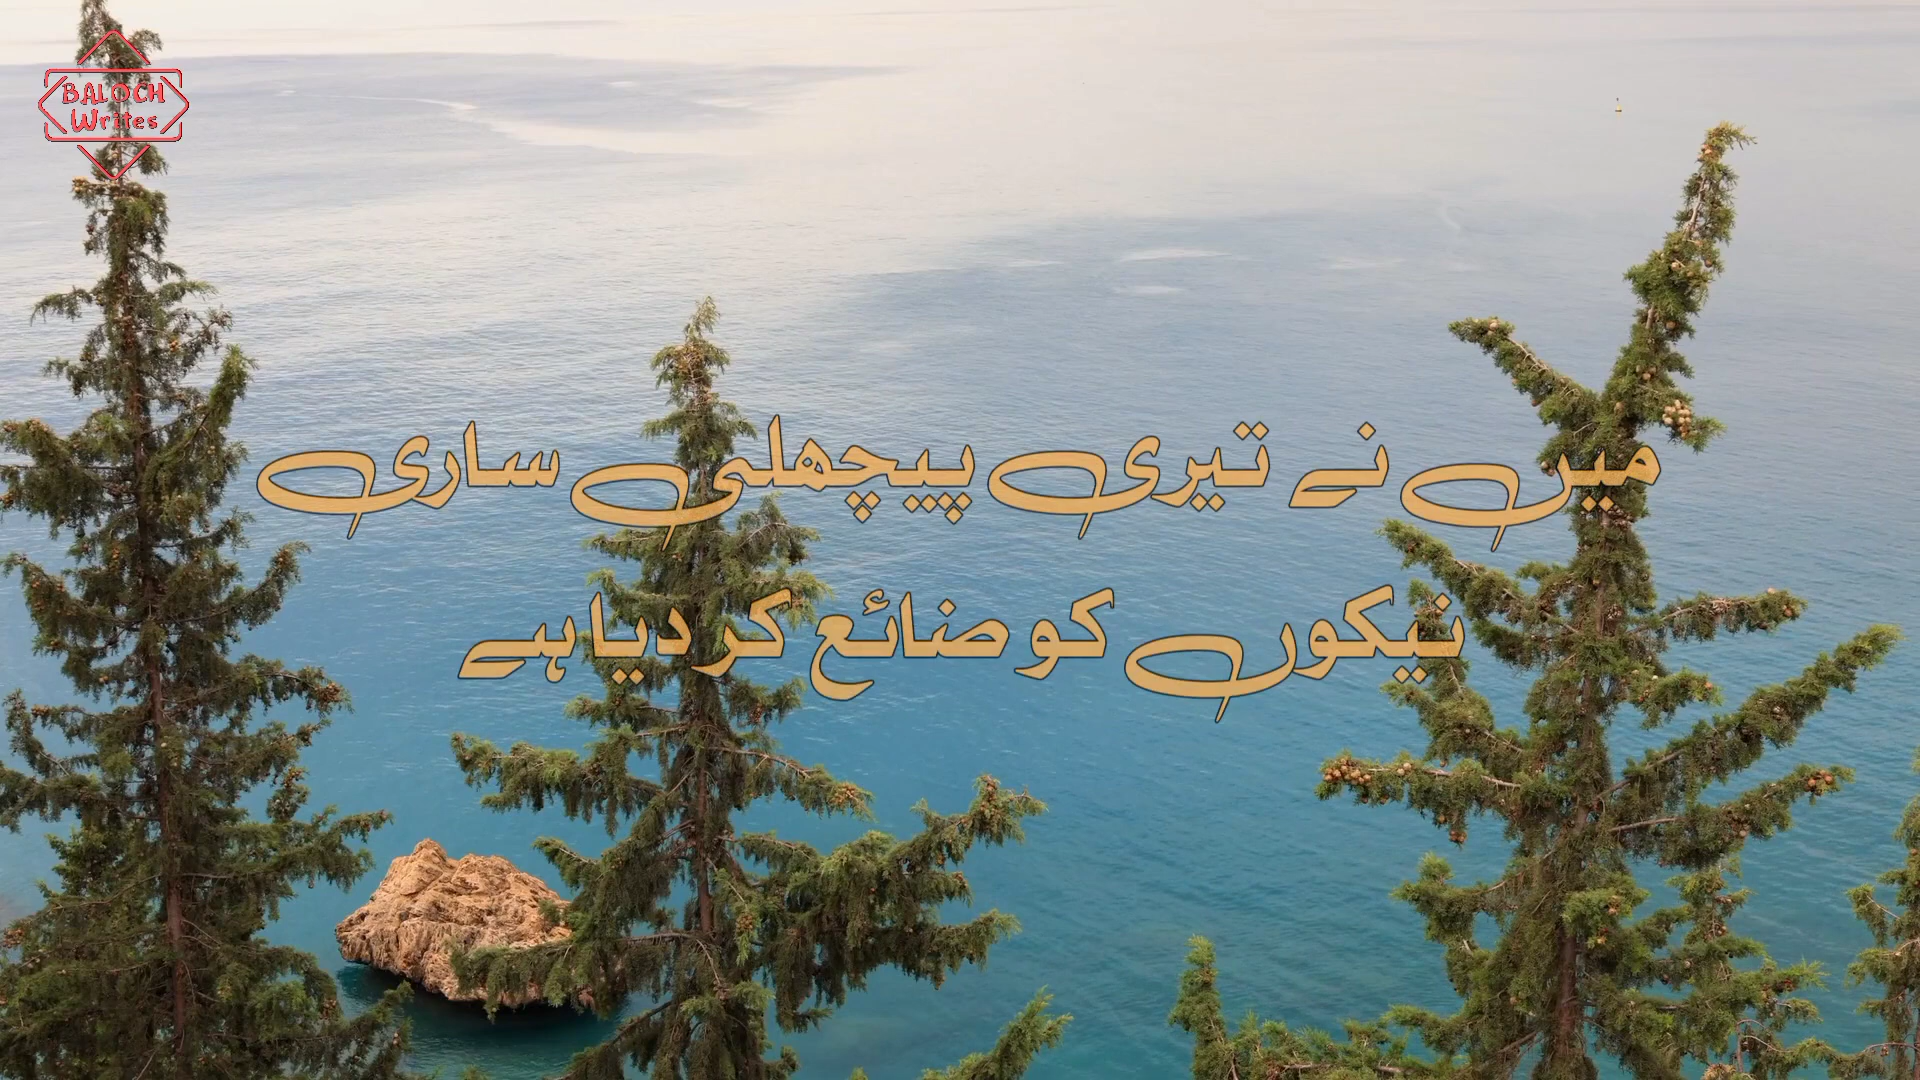 BALOCH
Writes
میں نے تیری پیچھلی ساری
نیکوں کو ضائع کر دیا ہے